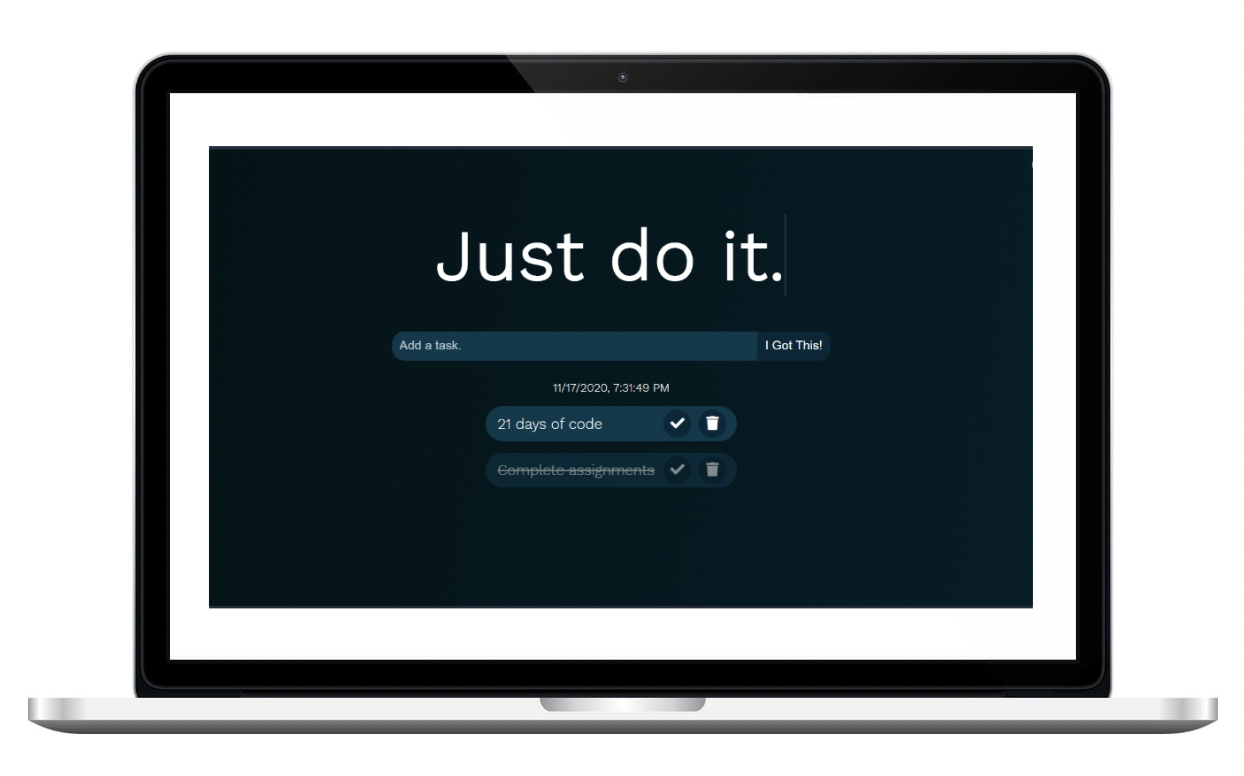 Just do it.
Add a task. I Got This!
11/17/2020, 7:31:49 PM
21 days of code
Complete assignments